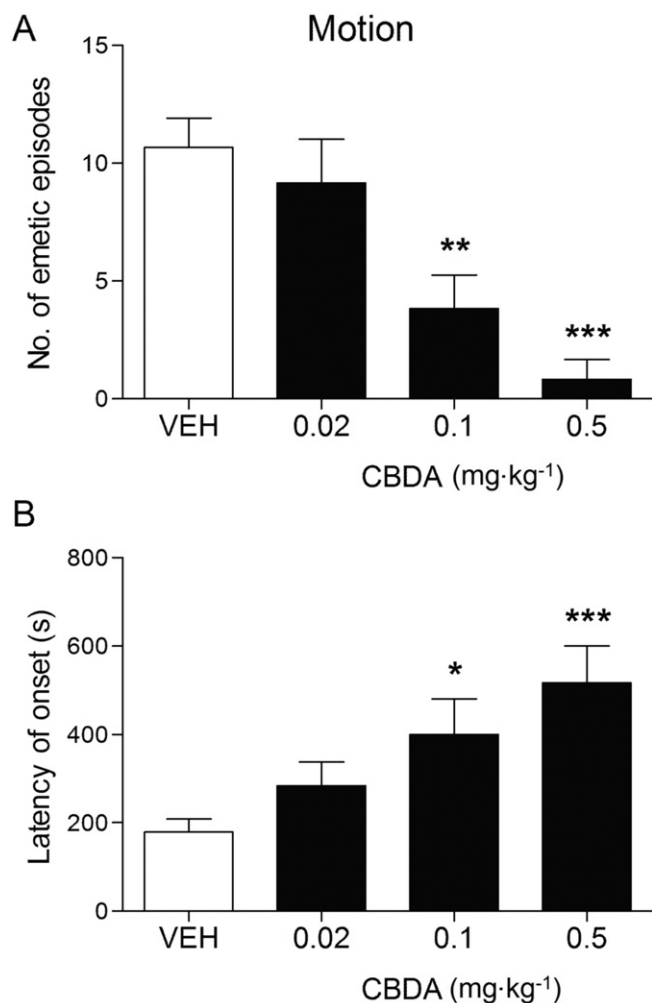 A
Motion
No. of emetic episodes
15
10
5
0
**
***
VEH 0.02 0.1 0.5
CBDA (mg·kg⁻¹)
B
Latency of onset (s)
800
600
400
200
0
*
***
VEH 0.02 0.1 0.5
CBDA (mg·kg⁻¹)